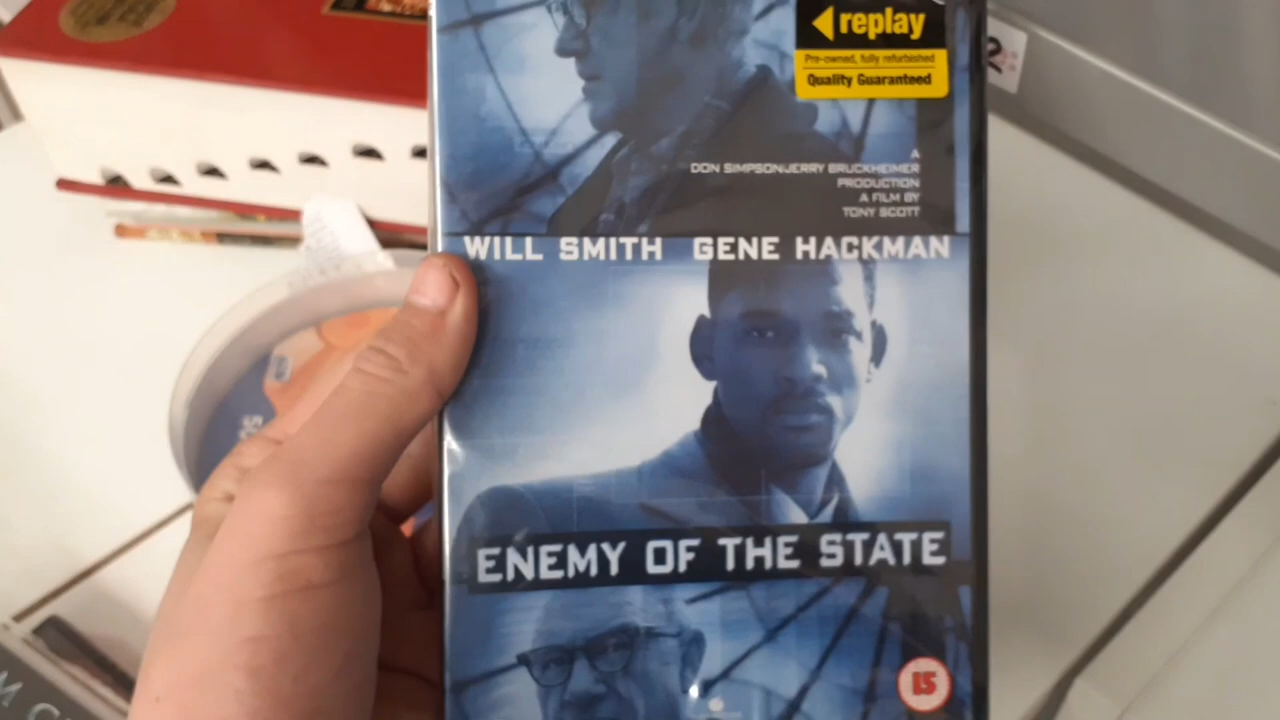 replay
Pre-owned, fully refurbished
Quality Guaranteed
A
DON SIMPSON/JERRY BRUCKHEIMER
PRODUCTION
A FILM BY
TONY SCOTT
WILL SMITH GENE HACKMAN
ENEMY OF THE STATE
15
2